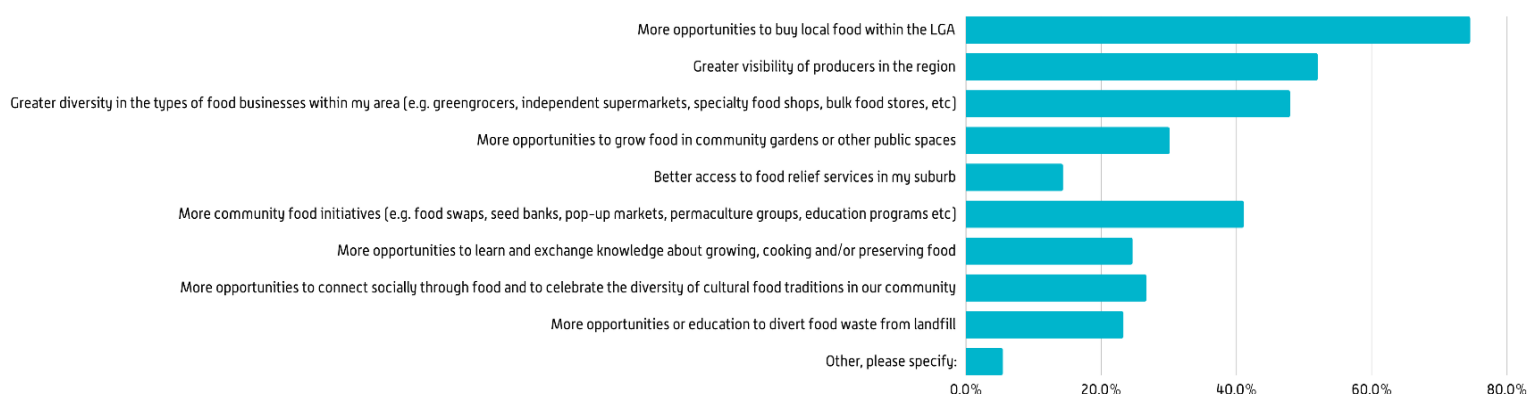 More opportunities to buy local food within the LGA
Greater visibility of producers in the region
Greater diversity in the types of food businesses within my area (e.g. greengrocers, independent supermarkets, specialty food shops, bulk food stores, etc)
More opportunities to grow food in community gardens or other public spaces
Better access to food relief services in my suburb
More community food initiatives (e.g. food swaps, seed banks, pop-up markets, permaculture groups, education programs etc)
More opportunities to learn and exchange knowledge about growing, cooking and/or preserving food
More opportunities to connect socially through food and to celebrate the diversity of cultural food traditions in our community
More opportunities or education to divert food waste from landfill
Other, please specify:
0.0% 20.0% 40.0% 60.0% 80.0%